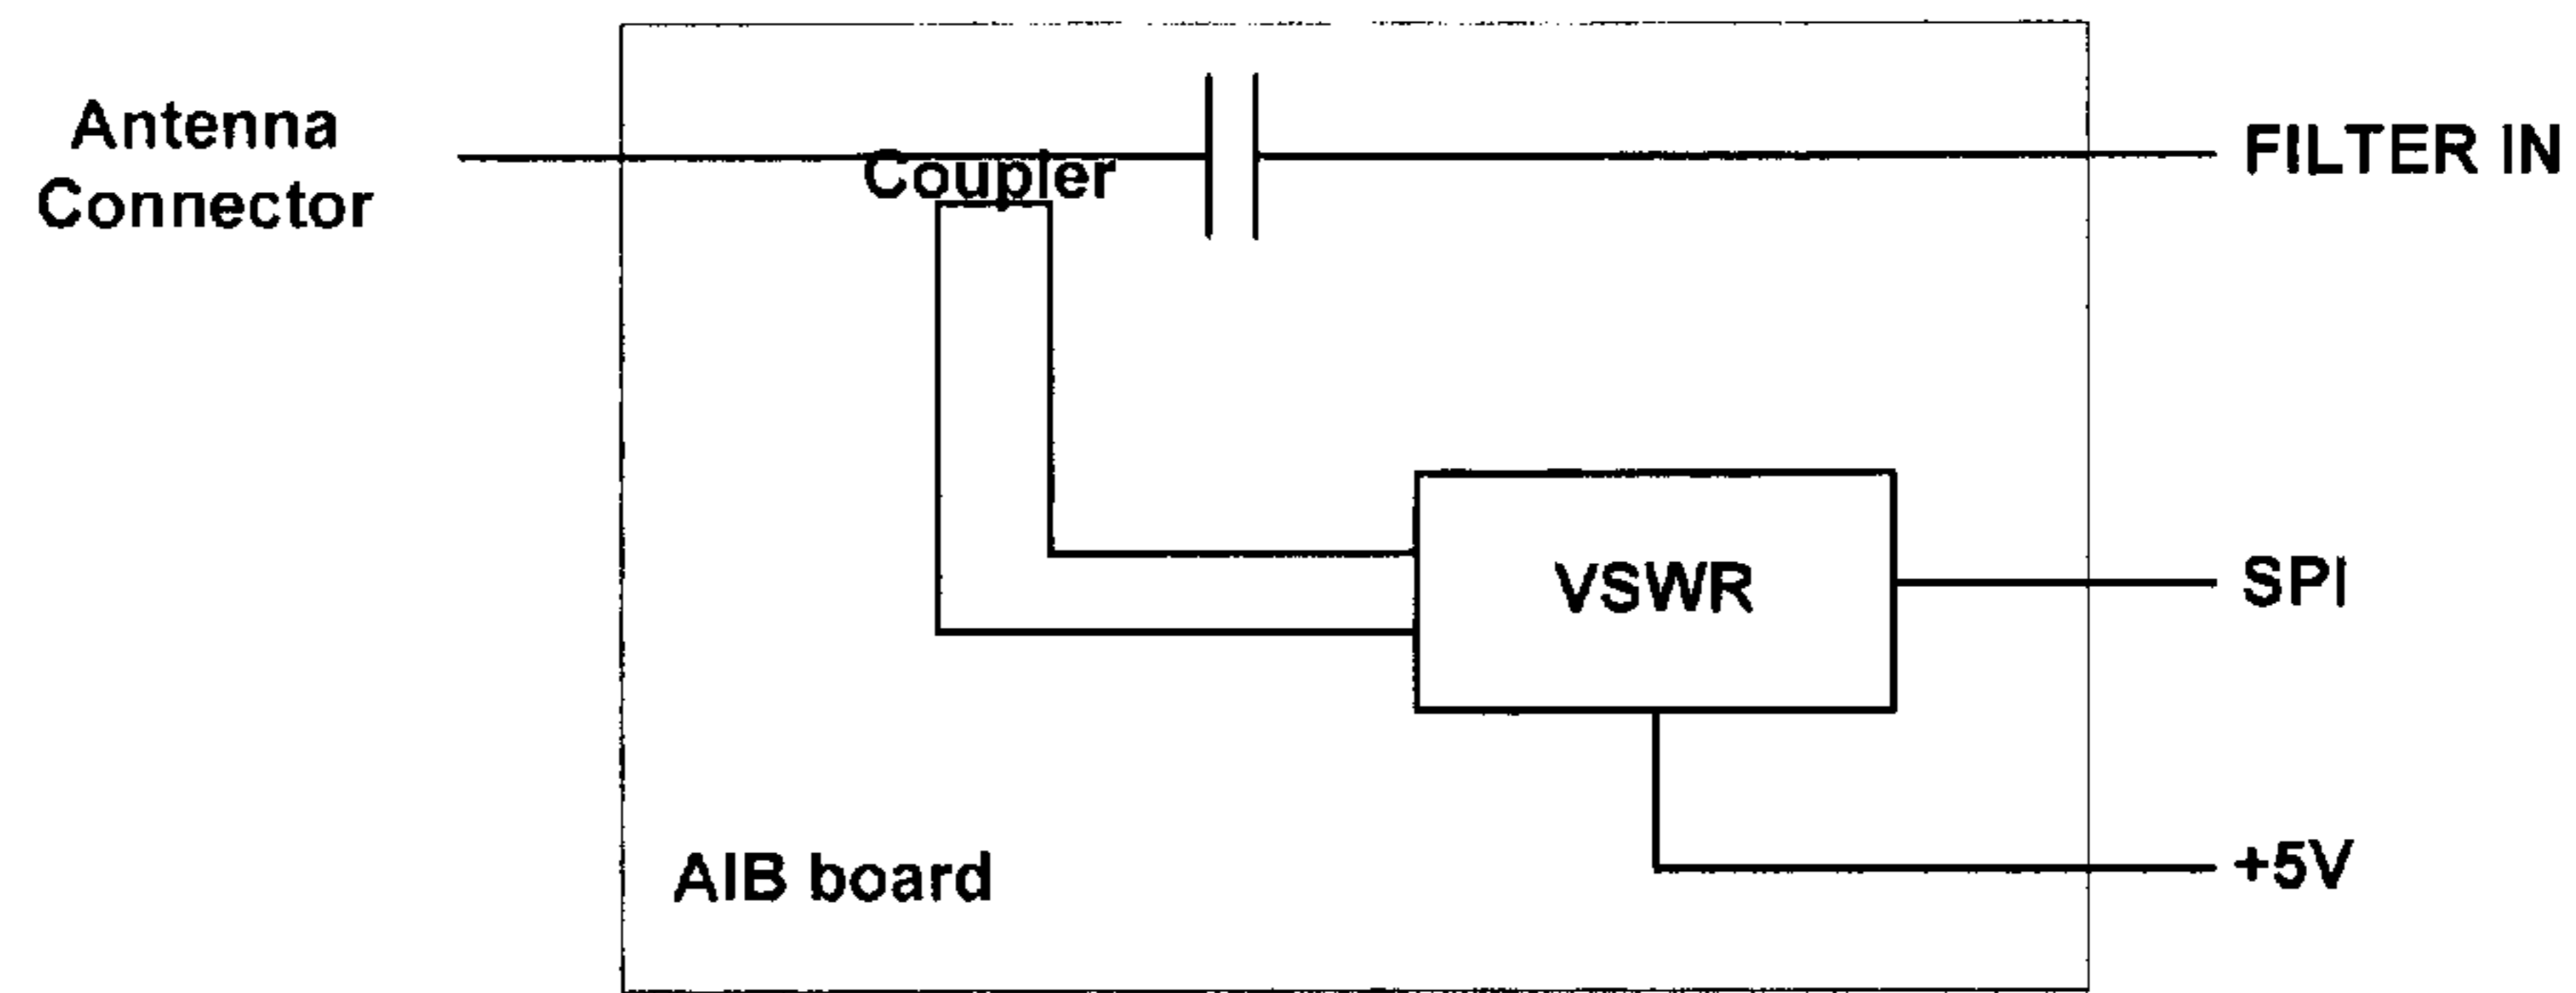 Antenna
Connector
Coupler
FILTER IN
VSWR
SPI
+5V
AIB board